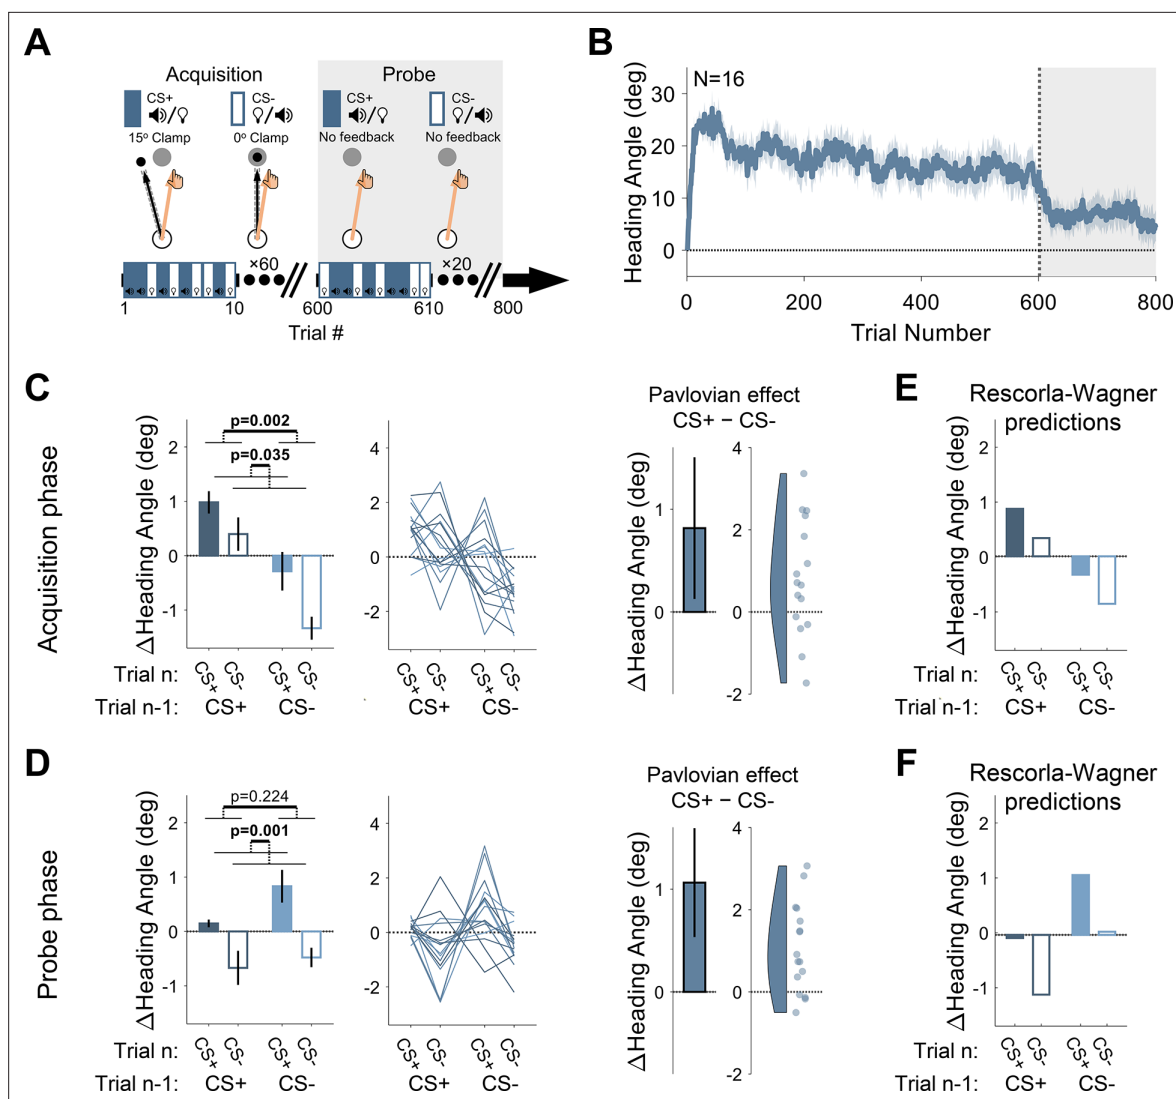 A
Acquisition
Probe
CS+
CS-
CS+
CS-
15° Clamp
0° Clamp
No feedback
No feedback
×60
×20
1
10
600
610
800
Trial #
B
Heading Angle (deg)
N=16
30
20
10
0
0
200
400
600
800
Trial Number
C
Acquisition phase
ΔHeading Angle (deg)
2
1
0
-1
p=0.002
p=0.035
Trial n:
CS+
CS-
CS+
CS-
Trial n-1:
CS+
CS-
4
2
0
-2
CS+
CS-
CS+
CS-
CS+
CS-
Pavlovian effect
CS+ − CS-
ΔHeading Angle (deg)
1
0
4
2
0
-2
E
Rescorla-Wagner
predictions
ΔHeading Angle (deg)
2
1
0
-1
Trial n:
CS+
CS-
CS+
CS-
Trial n-1:
CS+
CS-
D
Probe phase
ΔHeading Angle (deg)
2
1
0
-1
p=0.224
p=0.001
Trial n:
CS+
CS-
CS+
CS-
Trial n-1:
CS+
CS-
4
2
0
-2
CS+
CS-
CS+
CS-
CS+
CS-
Pavlovian effect
CS+ − CS-
ΔHeading Angle (deg)
1
0
4
2
0
-2
F
Rescorla-Wagner
predictions
ΔHeading Angle (deg)
2
1
0
-1
Trial n:
CS+
CS-
CS+
CS-
Trial n-1:
CS+
CS-